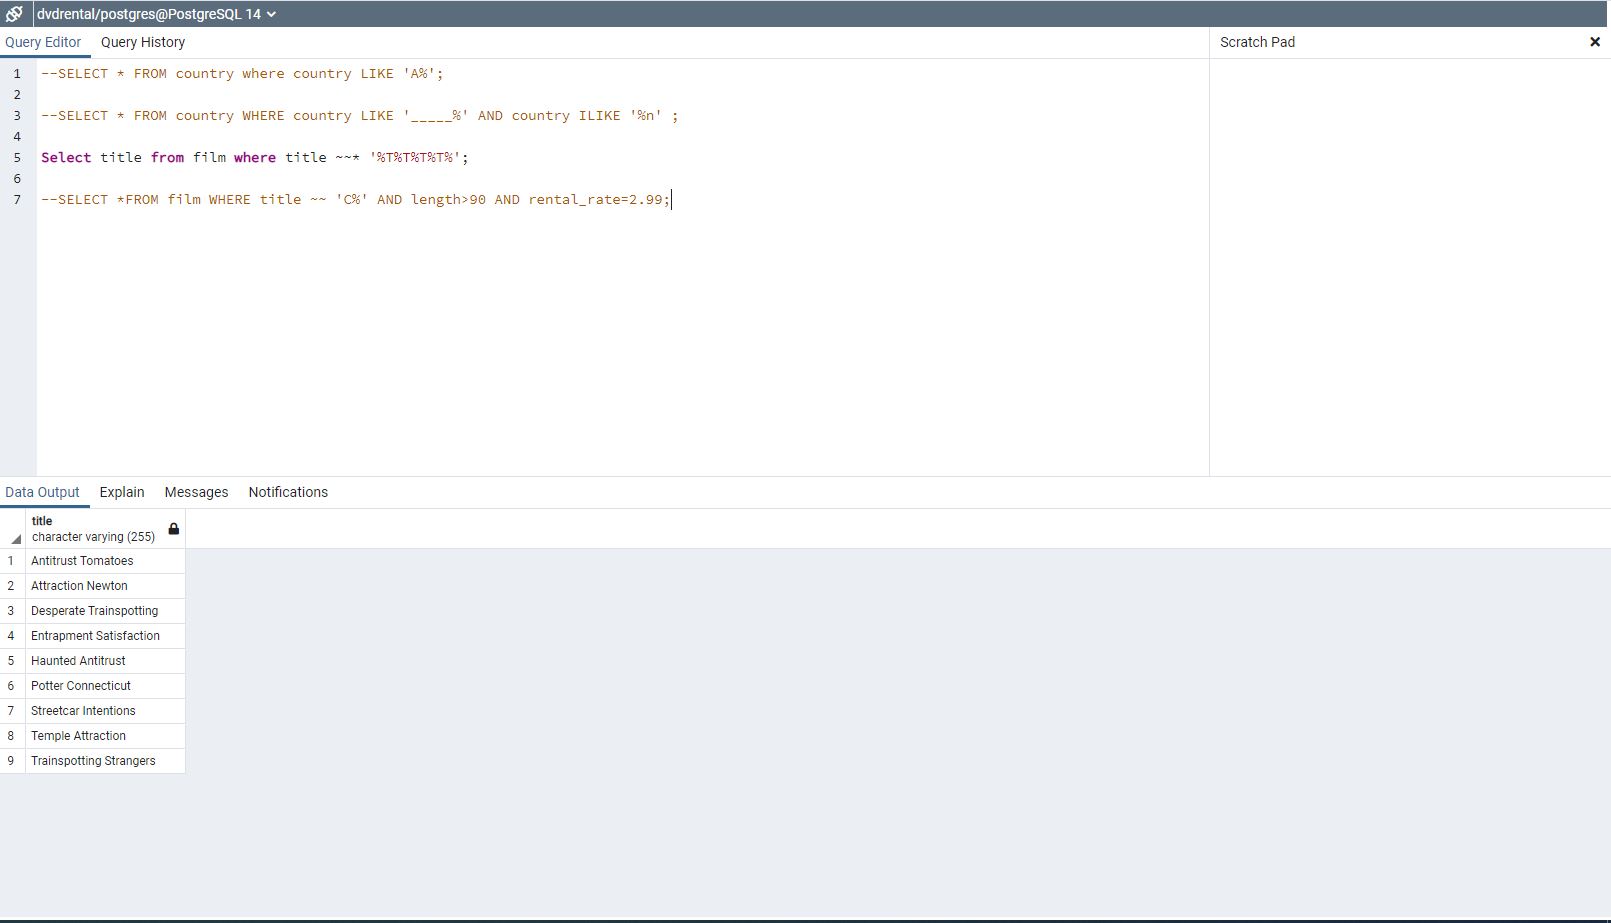 dvdrental/postgres@PostgreSQL 14
Query Editor Query History
Scratch Pad
1 --SELECT * FROM country where country LIKE 'A%';
2
3 --SELECT * FROM country WHERE country LIKE '_____%' AND country ILIKE '%n' ;
4
5 Select title from film where title ~~* '%T%T%T%T%';
6
7 --SELECT *FROM film WHERE title ~~ 'C%' AND length>90 AND rental_rate=2.99;
Data Output Explain Messages Notifications
title
character varying (255)
1 Antitrust Tomatoes
2 Attraction Newton
3 Desperate Trainspotting
4 Entrapment Satisfaction
5 Haunted Antitrust
6 Potter Connecticut
7 Streetcar Intentions
8 Temple Attraction
9 Trainspotting Strangers